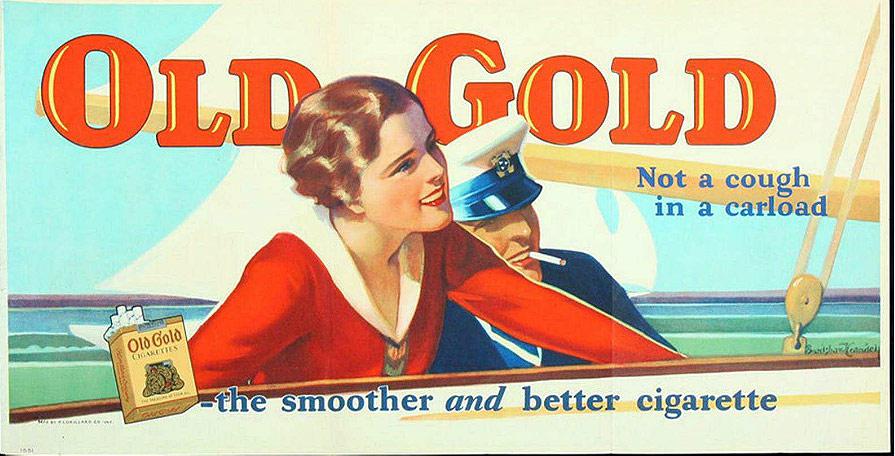 OLD GOLD
Not a cough
in a carload
Old Gold
CIGARETTES
-the smoother and better cigarette